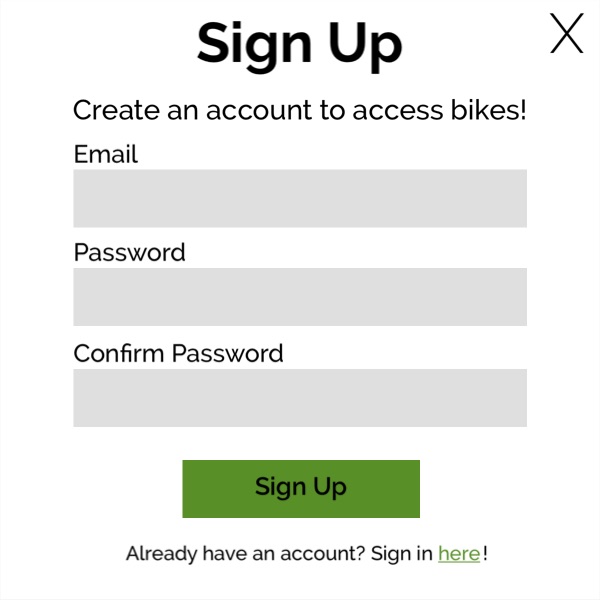 Sign Up
X
Create an account to access bikes!
Email
Password
Confirm Password
Sign Up
Already have an account? Sign in here!